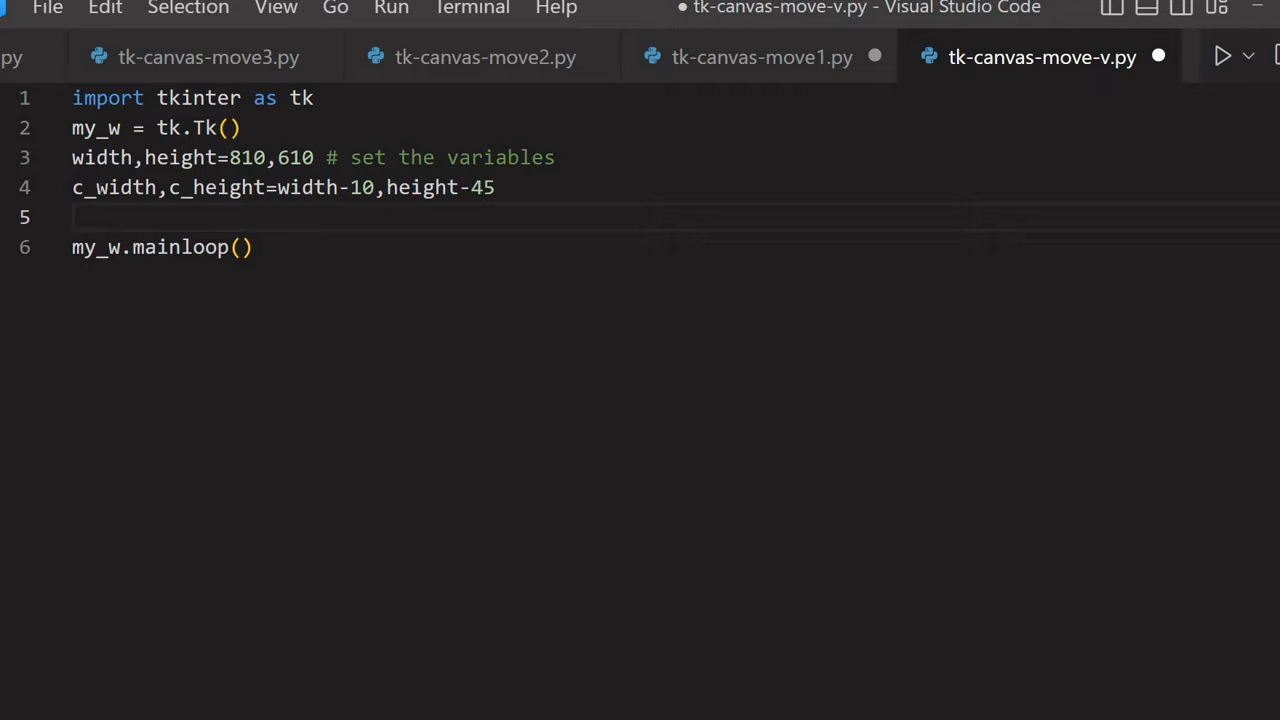 File Edit Selection View Go Run Terminal Help ● tk-canvas-move-v.py - Visual Studio Code
py tk-canvas-move3.py tk-canvas-move2.py tk-canvas-move1.py tk-canvas-move-v.py
1 import tkinter as tk
2 my_w = tk.Tk()
3 width,height=810,610 # set the variables
4 c_width,c_height=width-10,height-45
5
6 my_w.mainloop()